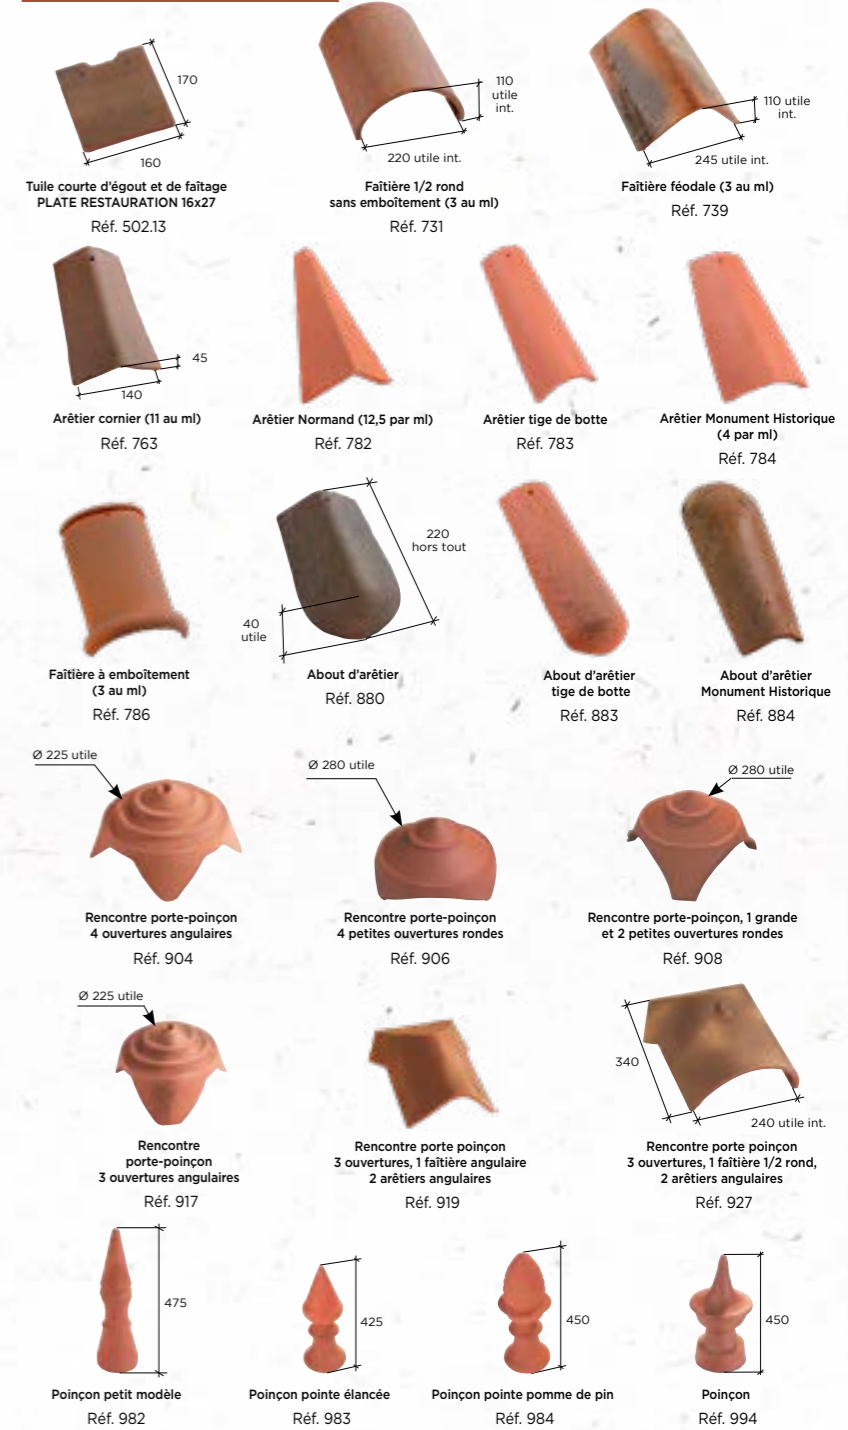 170
160
Tuile courte d'égout et de faîtage
PLATE RESTAURATION 16x27
Réf. 502.13
110
utile
int.
220 utile int.
Faîtière 1/2 rond
sans emboîtement (3 au ml)
Réf. 731
110 utile
int.
245 utile int.
Faîtière féodale (3 au ml)
Réf. 739
45
140
Arêtier cornier (11 au ml)
Réf. 763
Arêtier Normand (12,5 par ml)
Réf. 782
Arêtier tige de botte
Réf. 783
Arêtier Monument Historique
(4 par ml)
Réf. 784
Faîtière à emboîtement
(3 au ml)
Réf. 786
220
hors tout
40
utile
About d'arêtier
Réf. 880
About d'arêtier
tige de botte
Réf. 883
About d'arêtier
Monument Historique
Réf. 884
Ø 225 utile
Rencontre porte-poinçon
4 ouvertures angulaires
Réf. 904
Ø 280 utile
Rencontre porte-poinçon
4 petites ouvertures rondes
Réf. 906
Ø 280 utile
Rencontre porte-poinçon, 1 grande
et 2 petites ouvertures rondes
Réf. 908
Ø 225 utile
Rencontre
porte-poinçon
3 ouvertures angulaires
Réf. 917
Rencontre porte poinçon
3 ouvertures, 1 faîtière angulaire
2 arêtiers angulaires
Réf. 919
340
240 utile int.
Rencontre porte poinçon
3 ouvertures, 1 faîtière 1/2 rond,
2 arêtiers angulaires
Réf. 927
475
Poinçon petit modèle
Réf. 982
425
Poinçon pointe élancée
Réf. 983
450
Poinçon pointe pomme de pin
Réf. 984
450
Poinçon
Réf. 994